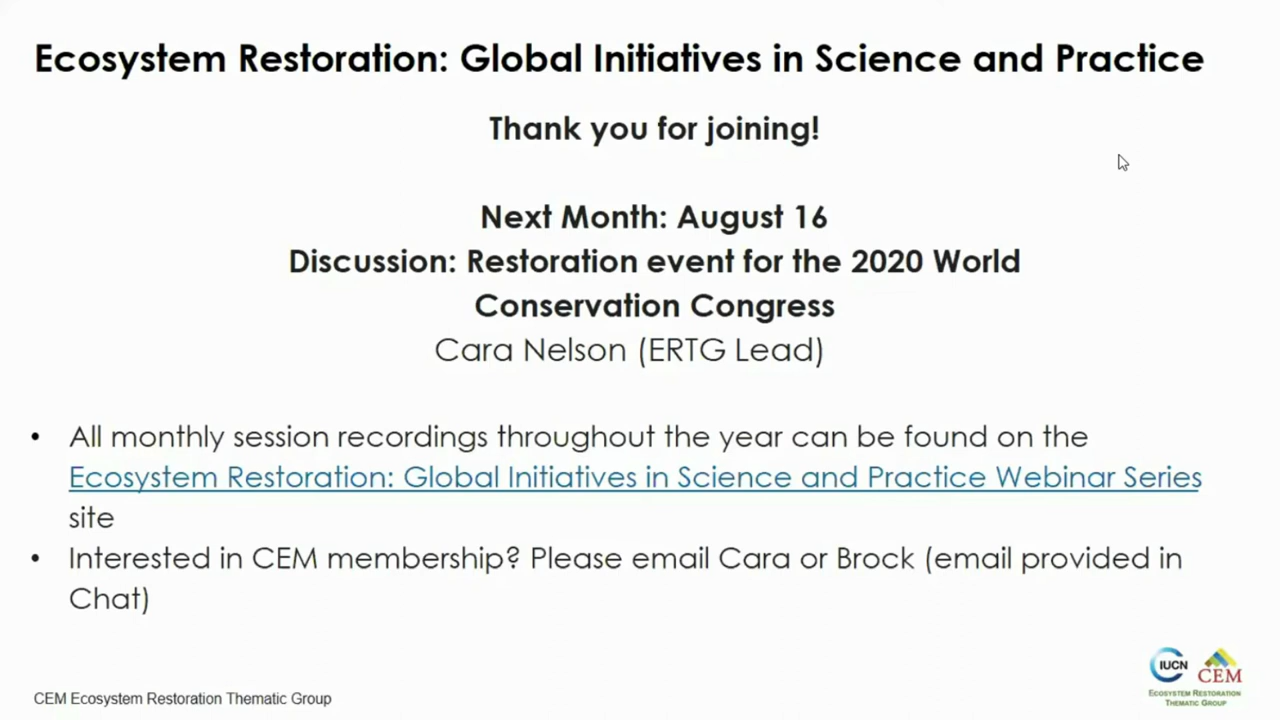 Ecosystem Restoration: Global Initiatives in Science and Practice
Thank you for joining!
Next Month: August 16
Discussion: Restoration event for the 2020 World
Conservation Congress
Cara Nelson (ERTG Lead)
• All monthly session recordings throughout the year can be found on the
Ecosystem Restoration: Global Initiatives in Science and Practice Webinar Series
site
• Interested in CEM membership? Please email Cara or Brock (email provided in
Chat)
IUCN CEM
Ecosystem Restoration
Thematic Group
CEM Ecosystem Restoration Thematic Group